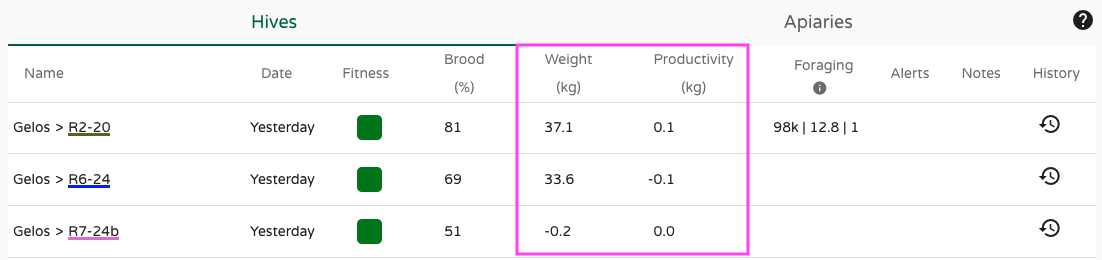 Hives Apiaries ?
Name Date Fitness Brood (%) Weight (kg) Productivity (kg) Foraging i Alerts Notes History
Gelos > R2-20 Yesterday 81 37.1 0.1 98k | 12.8 | 1
Gelos > R6-24 Yesterday 69 33.6 -0.1
Gelos > R7-24b Yesterday 51 -0.2 0.0